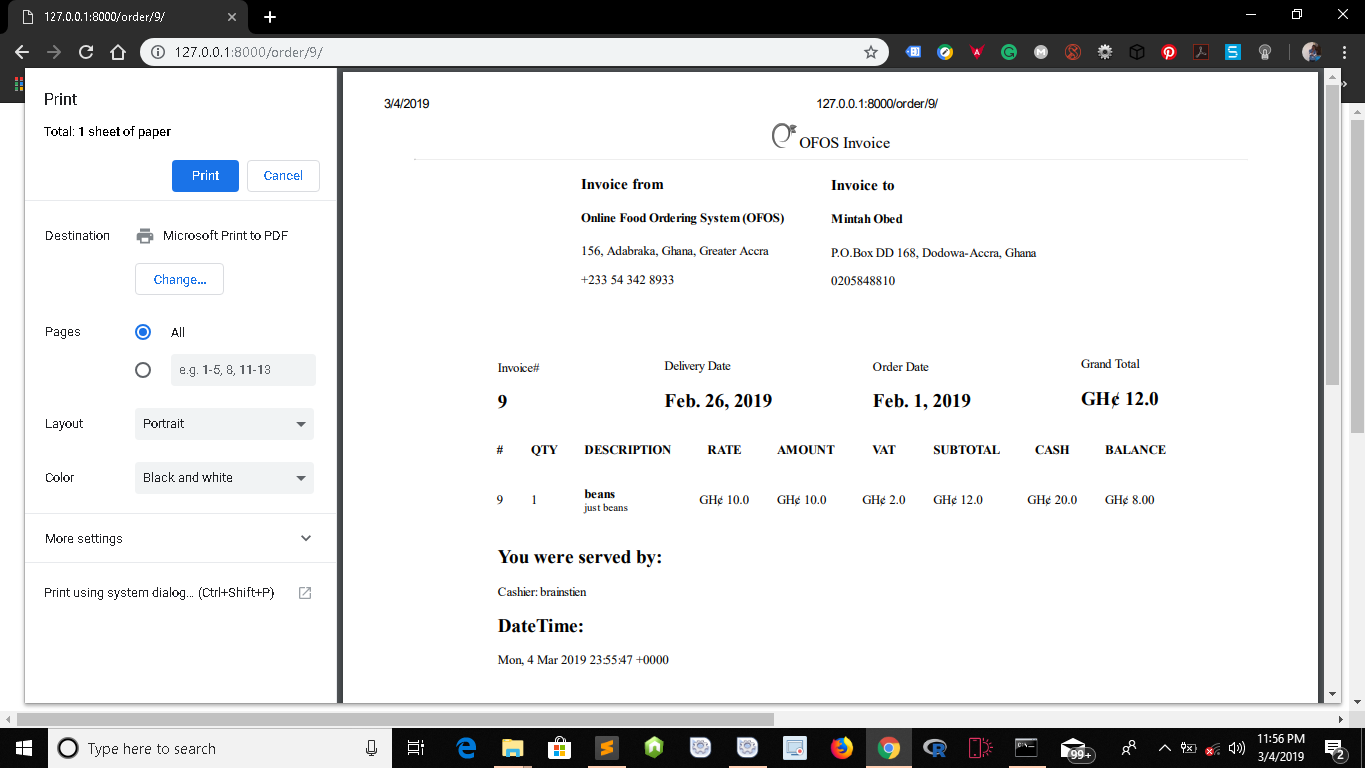 127.0.0.1:8000/order/9/
127.0.0.1:8000/order/9/
Print
Total: 1 sheet of paper
Print
Cancel
Destination
Microsoft Print to PDF
Change...
Pages
All
e.g. 1-5, 8, 11-13
Layout
Portrait
Color
Black and white
More settings
Print using system dialog... (Ctrl+Shift+P)
3/4/2019
127.0.0.1:8000/order/9/
OFOS Invoice
Invoice from
Online Food Ordering System (OFOS)
156, Adabraka, Ghana, Greater Accra
+233 54 342 8933
Invoice to
Mintah Obed
P.O.Box DD 168, Dodowa-Accra, Ghana
0205848810
Invoice# Delivery Date Order Date Grand Total
9 Feb. 26, 2019 Feb. 1, 2019 GH¢ 12.0
# QTY DESCRIPTION RATE AMOUNT VAT SUBTOTAL CASH BALANCE
9 1 beans GH¢ 10.0 GH¢ 10.0 GH¢ 2.0 GH¢ 12.0 GH¢ 20.0 GH¢ 8.00
just beans
You were served by:
Cashier: brainstien
DateTime:
Mon, 4 Mar 2019 23:55:47 +0000
Type here to search
99+
11:56 PM
3/4/2019
2